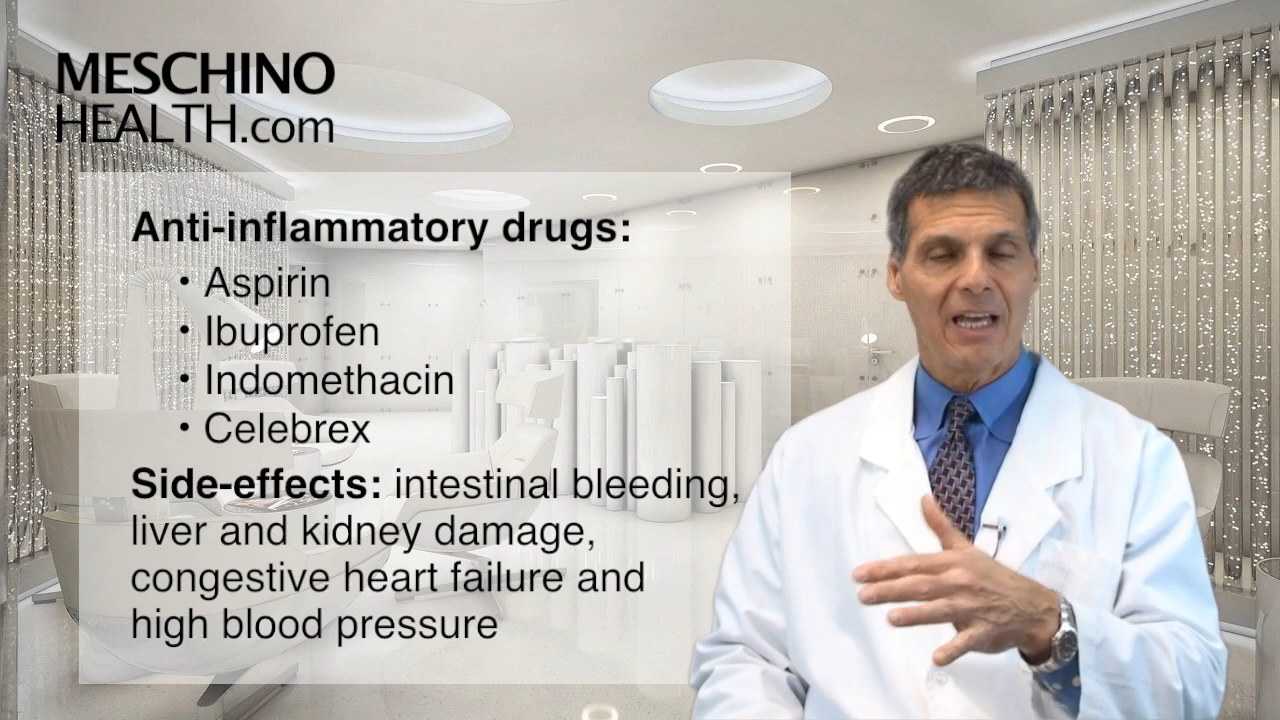 MESCHINO
HEALTH.com
Anti-inflammatory drugs:
• Aspirin
• Ibuprofen
• Indomethacin
• Celebrex
Side-effects: intestinal bleeding,
liver and kidney damage,
congestive heart failure and
high blood pressure